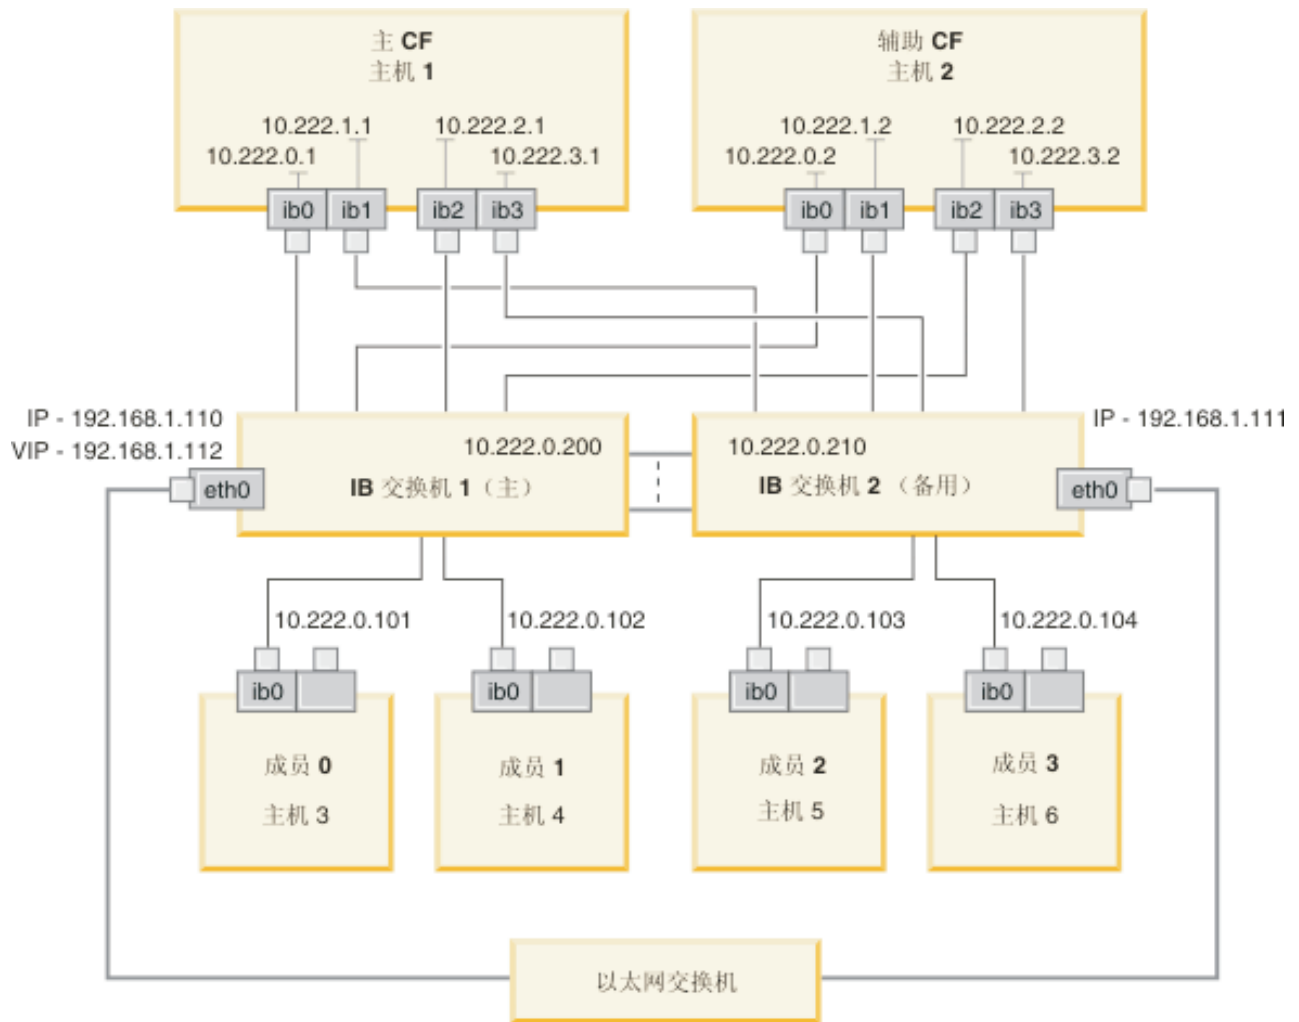 主 CF
主机 1
10.222.1.1
10.222.2.1
10.222.0.1
10.222.3.1
ib0
ib1
ib2
ib3
辅助 CF
主机 2
10.222.1.2
10.222.2.2
10.222.0.2
10.222.3.2
ib0
ib1
ib2
ib3
IP - 192.168.1.110
VIP - 192.168.1.112
eth0
10.222.0.200
IB 交换机 1（主）
10.222.0.210
IB 交换机 2 （备用）
IP - 192.168.1.111
eth0
10.222.0.101
ib0
成员 0
主机 3
10.222.0.102
ib0
成员 1
主机 4
10.222.0.103
ib0
成员 2
主机 5
10.222.0.104
ib0
成员 3
主机 6
以太网交换机